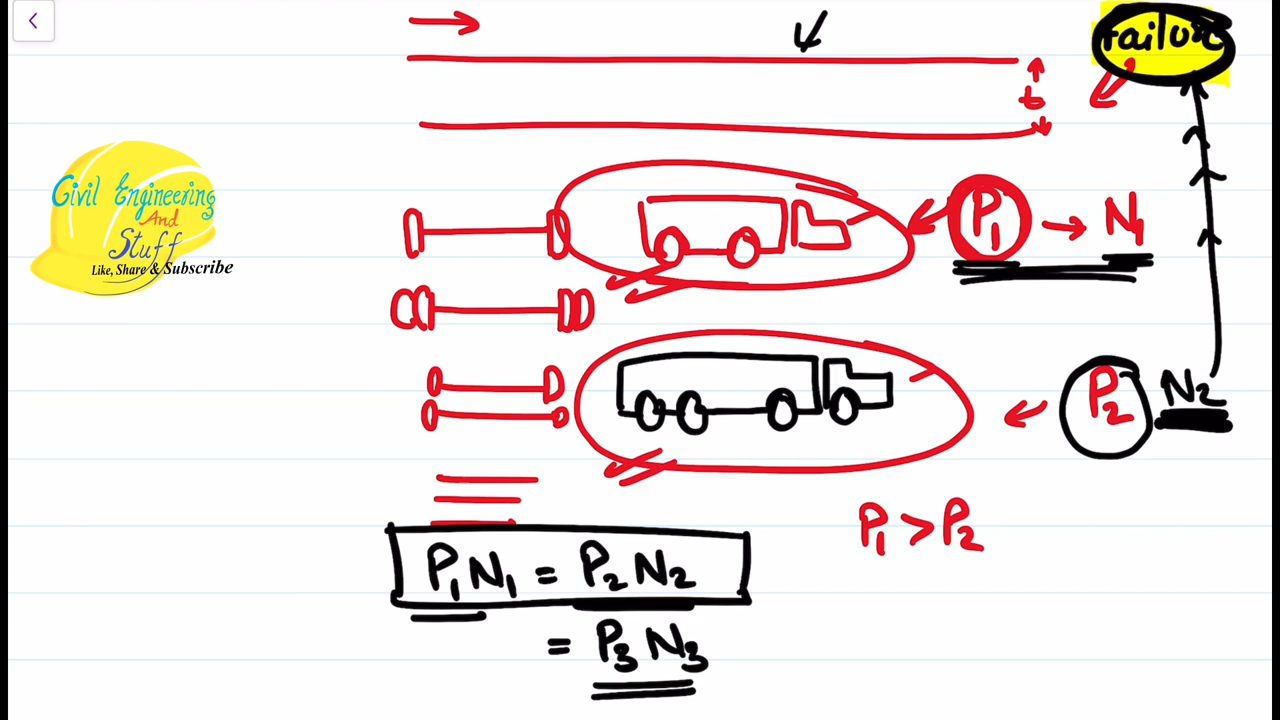 failure
t
Civil Engineering
And
Stuff
Like, Share & Subscribe
P₁ → N₁
P₂ N₂
P₁ > P₂
P₁N₁ = P₂N₂
= P₃N₃